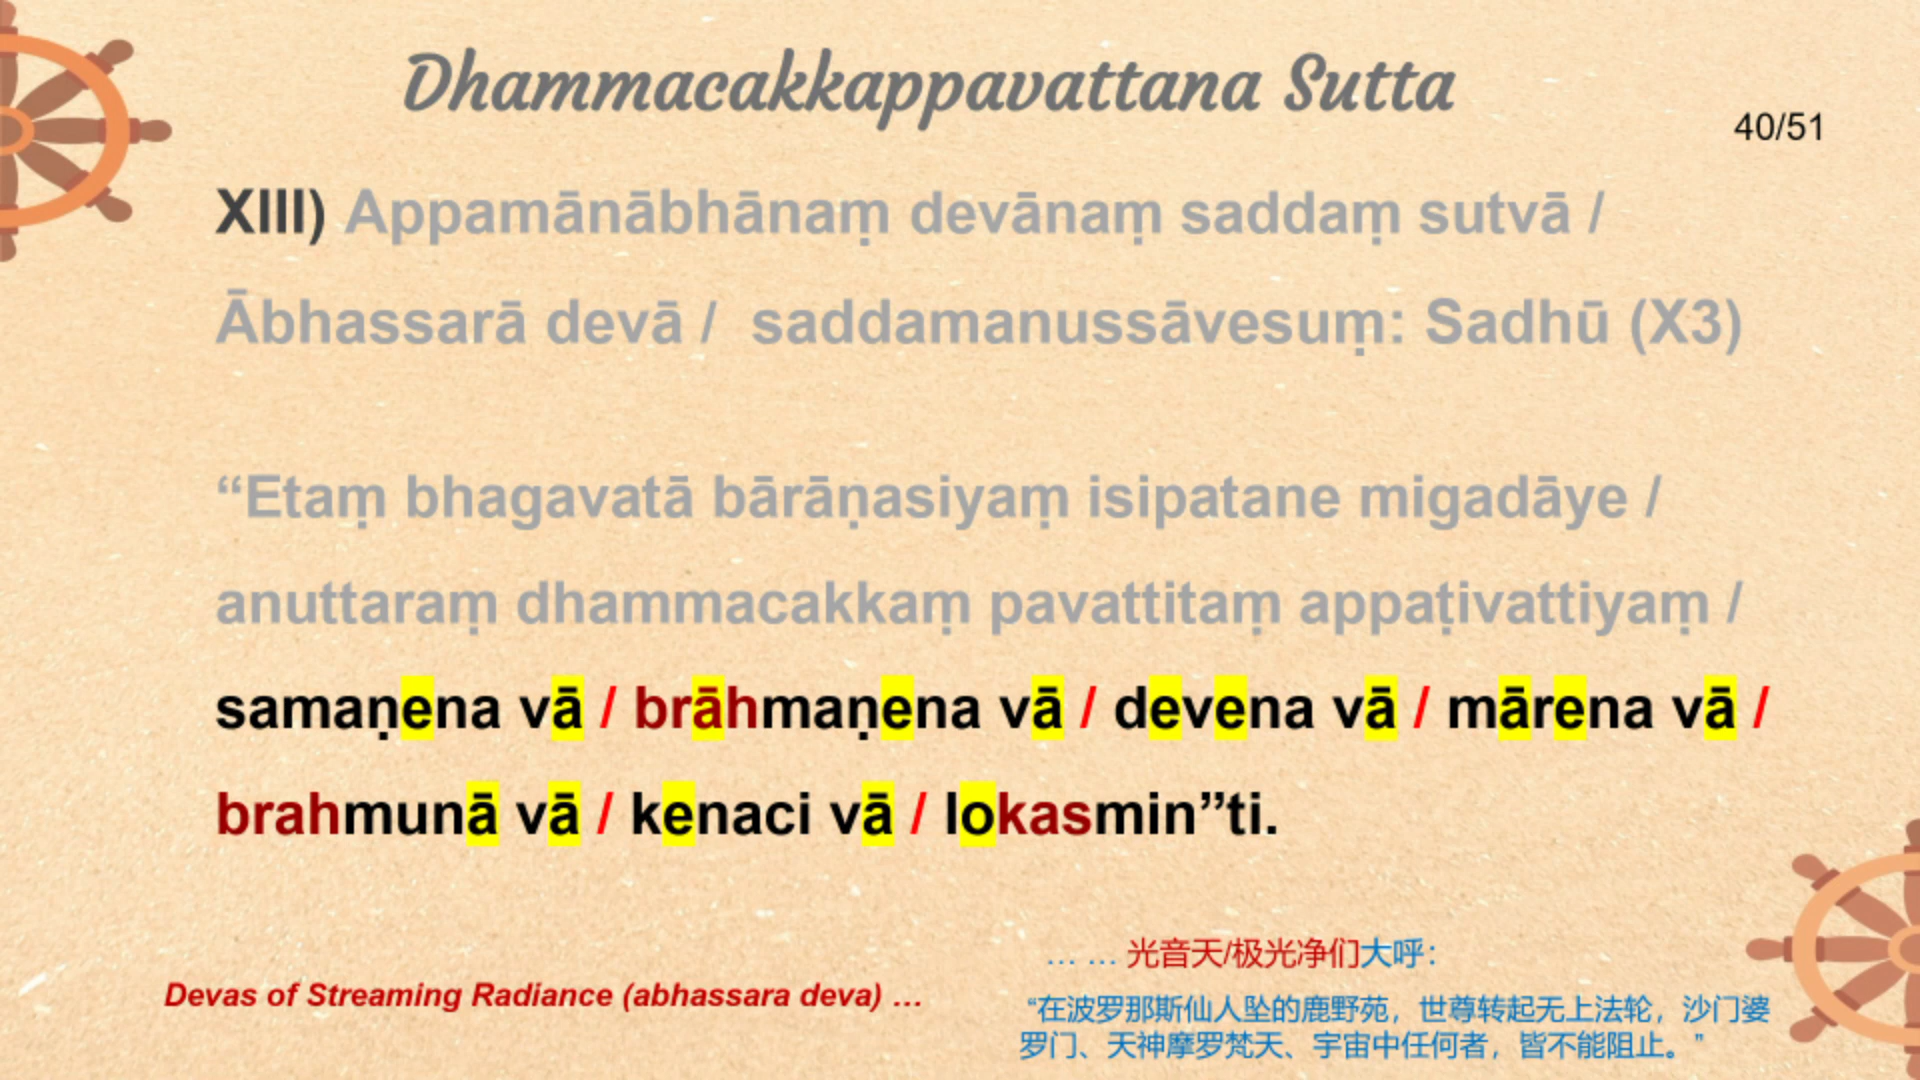 Dhammacakkappavattana Sutta
40/51
XIII) Appamānābhānaṃ devānaṃ saddaṃ sutvā /
Ābhassarā devā / saddamanussāvesuṃ: Sadhū (X3)
“Etaṃ bhagavatā bārāṇasiyaṃ isipatane migadāye /
anuttaraṃ dhammacakkaṃ pavattitaṃ appaṭivattiyaṃ /
samaṇena vā / brāhmaṇena vā / devena vā / mārena vā /
brahmunā vā / kenaci vā / lokasmin”ti.
… … 光音天/极光净们大呼：
Devas of Streaming Radiance (abhassara deva) …
“在波罗那斯仙人坠的鹿野苑，世尊转起无上法轮，沙门婆
罗门、天神摩罗梵天、宇宙中任何者，皆不能阻止。”